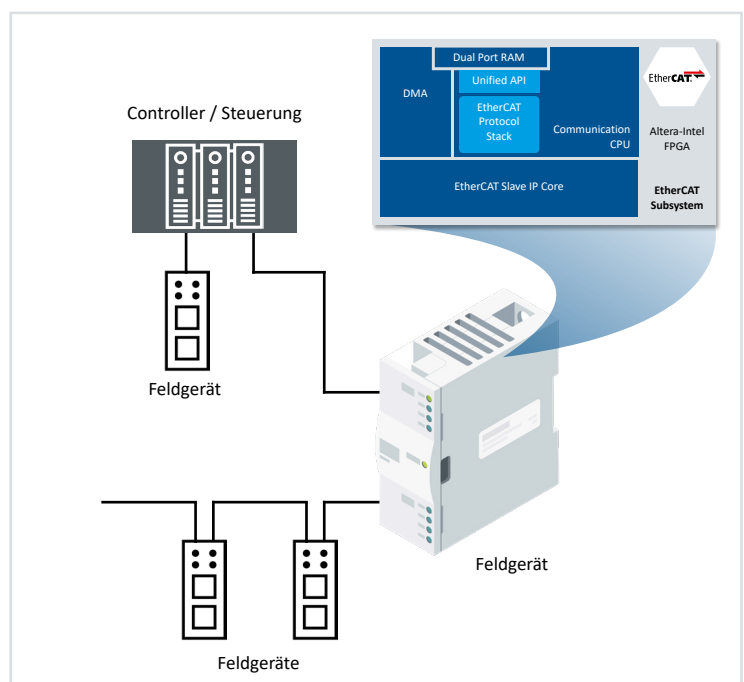 Dual Port RAM
Unified API
DMA
EtherCAT
Protocol
Stack
Communication
CPU
EtherCAT Slave IP Core
EtherCAT
Altera-Intel
FPGA
EtherCAT
Subsystem
Controller / Steuerung
Feldgerät
Feldgerät
Feldgeräte